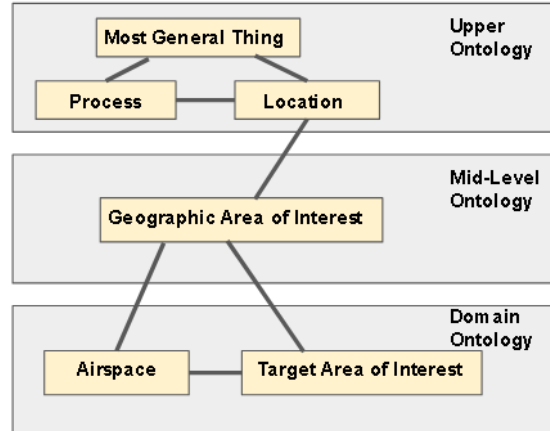 Most General Thing
Upper
Ontology
Process
Location
Mid-Level
Ontology
Geographic Area of Interest
Domain
Ontology
Airspace
Target Area of Interest